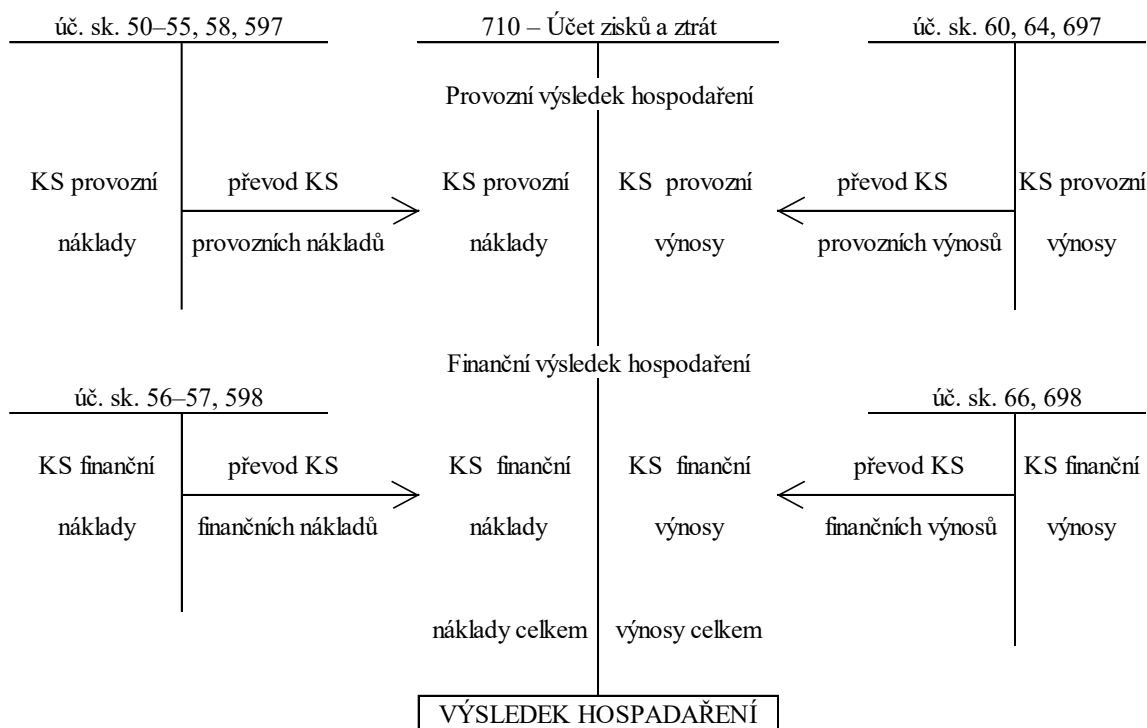 úč. sk. 50–55, 58, 597
710 – Účet zisků a ztrát
úč. sk. 60, 64, 697
Provozní výsledek hospodaření
KS provozní
převod KS
KS provozní
KS provozní
převod KS
KS provozní
náklady
provozních nákladů
náklady
výnosy
provozních výnosů
výnosy
Finanční výsledek hospodaření
úč. sk. 56–57, 598
úč. sk. 66, 698
KS finanční
převod KS
KS finanční
KS finanční
převod KS
KS finanční
náklady
finančních nákladů
náklady
výnosy
finančních výnosů
výnosy
náklady celkem
výnosy celkem
VÝSLEDEK HOSPADAŘENÍ